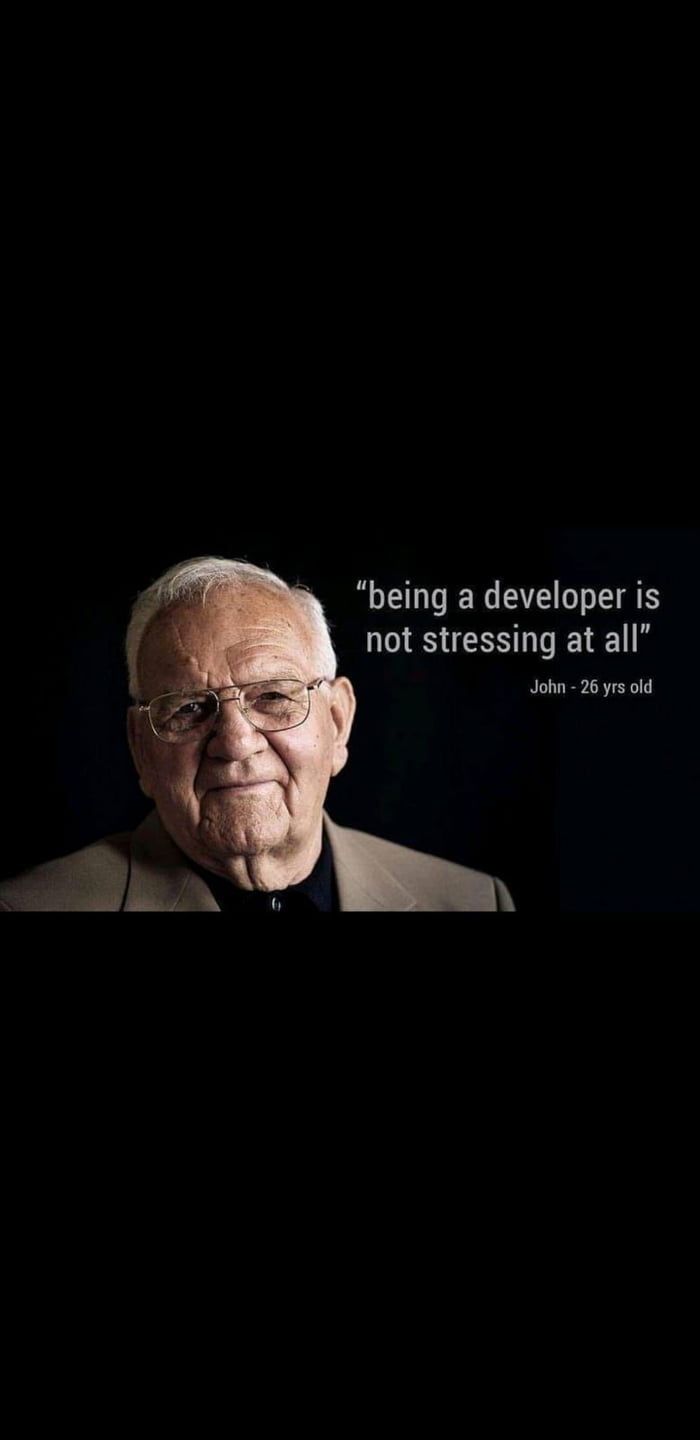 “being a developer is
not stressing at all”
John - 26 yrs old